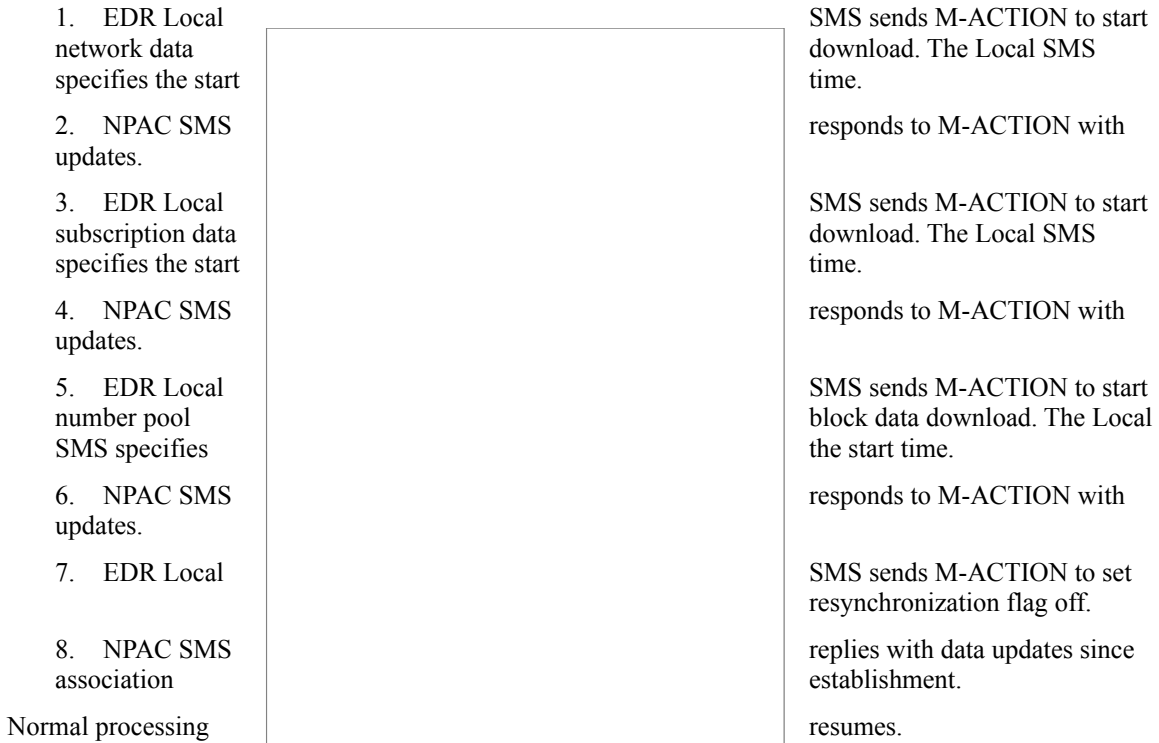 1. EDR Local SMS sends M-ACTION to start
network data download. The Local SMS
specifies the start time.
2. NPAC SMS responds to M-ACTION with
updates.
3. EDR Local SMS sends M-ACTION to start
subscription data download. The Local SMS
specifies the start time.
4. NPAC SMS responds to M-ACTION with
updates.
5. EDR Local SMS sends M-ACTION to start
number pool block data download. The Local
SMS specifies the start time.
6. NPAC SMS responds to M-ACTION with
updates.
7. EDR Local SMS sends M-ACTION to set
resynchronization flag off.
8. NPAC SMS replies with data updates since
association establishment.
Normal processing resumes.